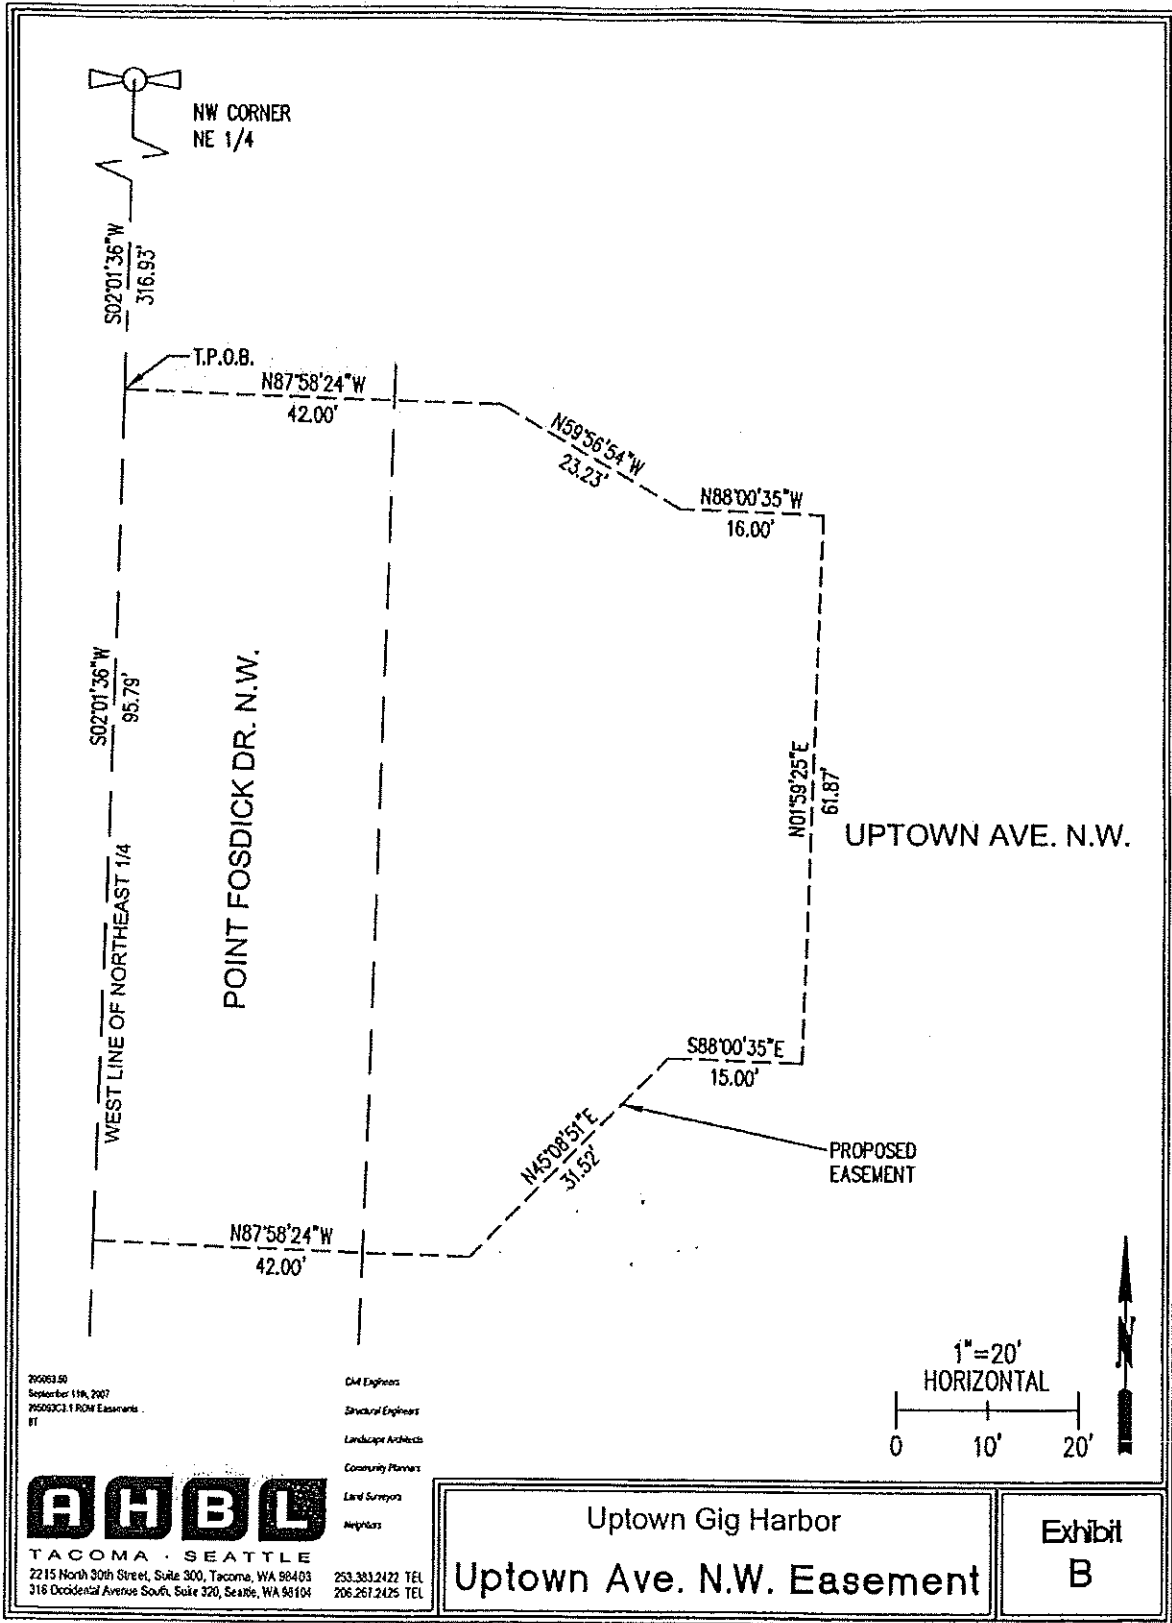 NW CORNER
NE 1/4
S02°01'36"W
316.93'
T.P.O.B.
N87°58'24"W
42.00'
N59°56'54"W
23.23'
N88°00'35"W
16.00'
S02°01'36"W
95.79'
WEST LINE OF NORTHEAST 1/4
POINT FOSDICK DR. N.W.
N01°59'25"E
61.87'
UPTOWN AVE. N.W.
S88°00'35"E
15.00'
N45°08'51"E
31.52'
PROPOSED
EASEMENT
N87°58'24"W
42.00'
1"=20'
HORIZONTAL
0 10' 20'
N
205063.50
September 11th, 2007
BT
Civil Engineers
Structural Engineers
Landscape Architects
Community Planners
Land Surveyors
Neighbors
AHBL
TACOMA · SEATTLE
2215 North 30th Street, Suite 300, Tacoma, WA 98403 253.383.2422 TEL
316 Occidental Avenue South, Suite 320, Seattle, WA 98104 206.267.2425 TEL
Uptown Gig Harbor
Uptown Ave. N.W. Easement
Exhibit
B